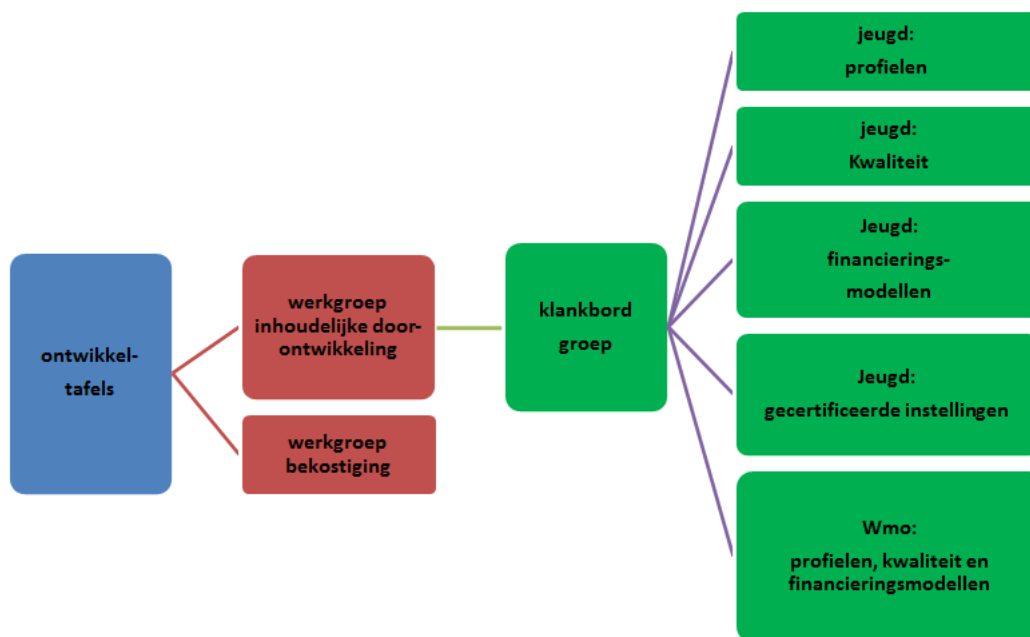 ontwikkel-
tafels
werkgroep
inhoudelijke door-
ontwikkeling
werkgroep
bekostiging
klankbord
groep
jeugd:
profielen
jeugd:
Kwaliteit
Jeugd:
financierings-
modellen
Jeugd:
gecertificeerde instellingen
Wmo:
profielen, kwaliteit en
financieringsmodellen